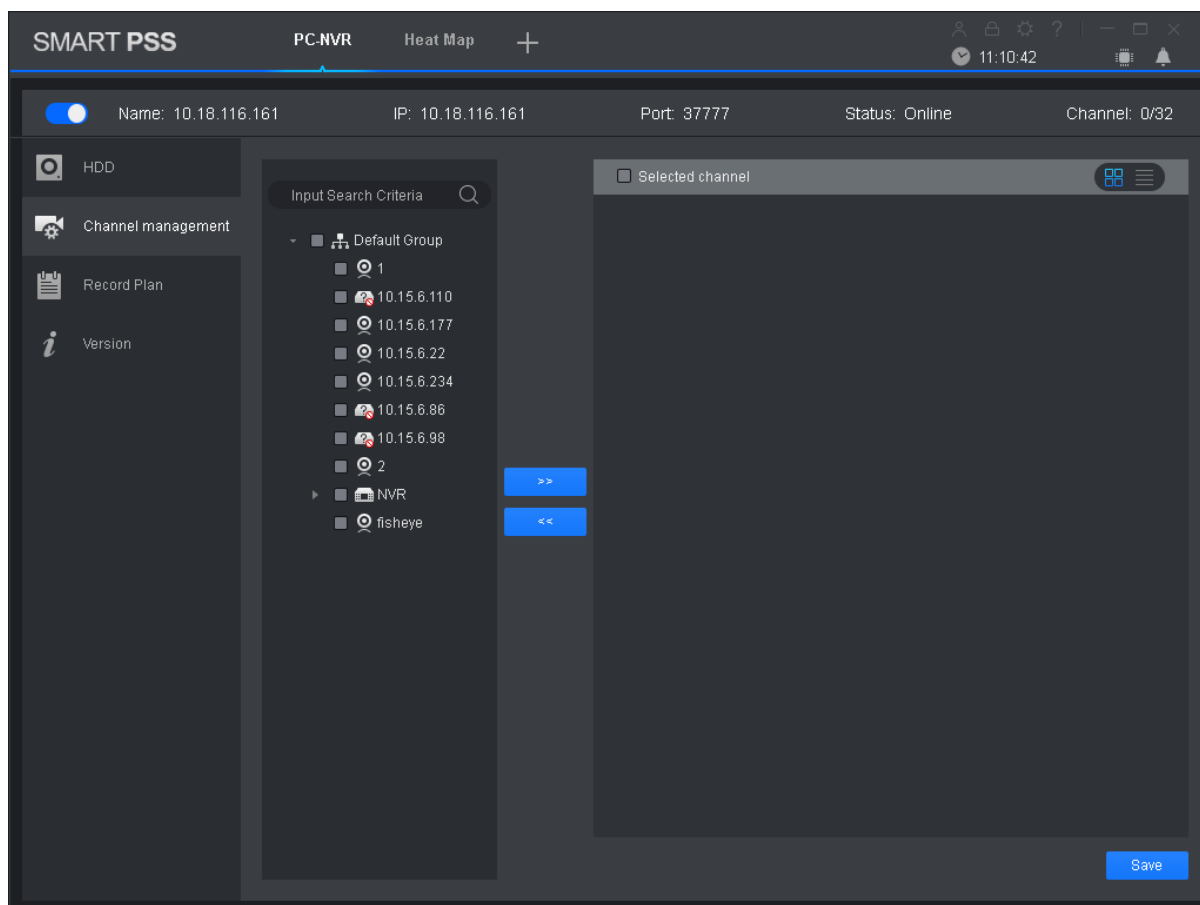 SMART PSS
PC-NVR
Heat Map
11:10:42
Name: 10.18.116.161
IP: 10.18.116.161
Port: 37777
Status: Online
Channel: 0/32
HDD
Channel management
Record Plan
Version
Input Search Criteria
Default Group
1
10.15.6.110
10.15.6.177
10.15.6.22
10.15.6.234
10.15.6.86
10.15.6.98
2
NVR
fisheye
>>
<<
Selected channel
Save